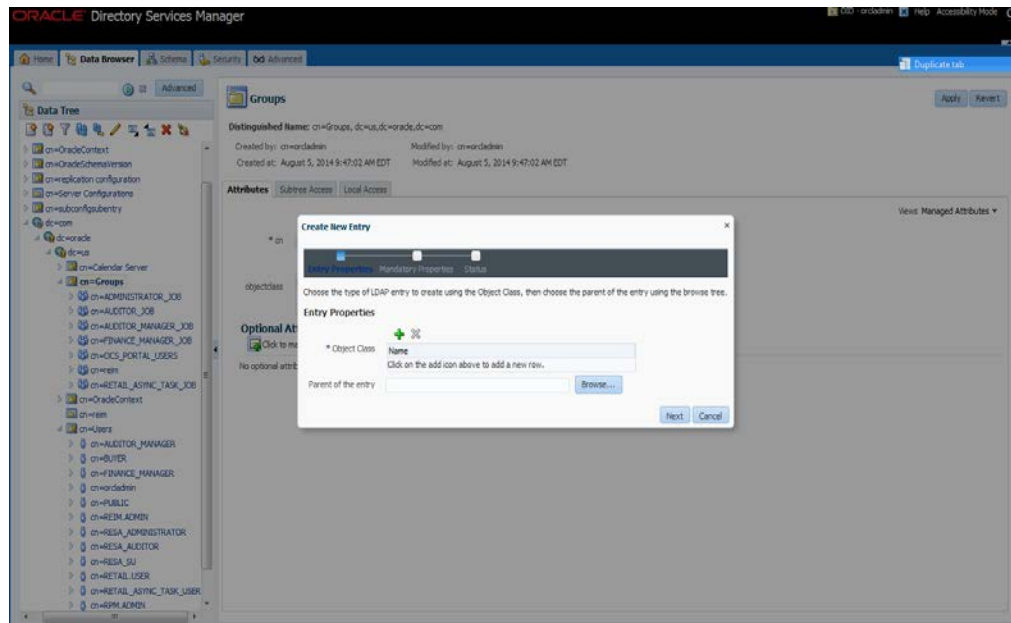 ORACLE Directory Services Manager
OID - orcladmin Help Accessibility Mode
Home Data Browser Schema Security Advanced
Duplicate tab
Advanced
Groups
Apply Revert
Data Tree
Distinguished Name: cn=Groups, dc=us,dc=oracle,dc=com
Created by: cn=orcladmin Modified by: cn=orcladmin
Created at: August 5, 2014 9:47:02 AM EDT Modified at: August 5, 2014 9:47:02 AM EDT
Attributes Subtree Access Local Access
Views Managed Attributes
cn=OracleContext
cn=OracleSchemaVersion
cn=replication configuration
cn=Server Configurations
cn=subconfigsubentry
dc=com
dc=oracle
dc=us
cn=Calendar Server
cn=Groups
cn=ADMINISTRATOR_JOB
cn=AUDITOR_JOB
cn=AUDITOR_MANAGER_JOB
cn=FINANCE_MANAGER_JOB
cn=OCS_PORTAL_USERS
cn=reim
cn=RETAIL_ASYNC_TASK_JOB
cn=OracleContext
cn=reim
cn=Users
cn=AUDITOR_MANAGER
cn=BUYER
cn=FINANCE_MANAGER
cn=orcladmin
cn=PUBLIC
cn=REIM.ADMIN
cn=RESA_ADMINISTRATOR
cn=RESA_AUDITOR
cn=RESA_SU
cn=RETAIL.USER
cn=RETAIL_ASYNC_TASK_USER
cn=RPM.ADMIN
* cn
objectclass
Optional At
Click to ma
No optional attrib
Create New Entry
Entry Properties Mandatory Properties Status
Choose the type of LDAP entry to create using the Object Class, then choose the parent of the entry using the browse tree.
Entry Properties
* Object Class
Name
Click on the add icon above to add a new row.
Parent of the entry Browse...
Next Cancel